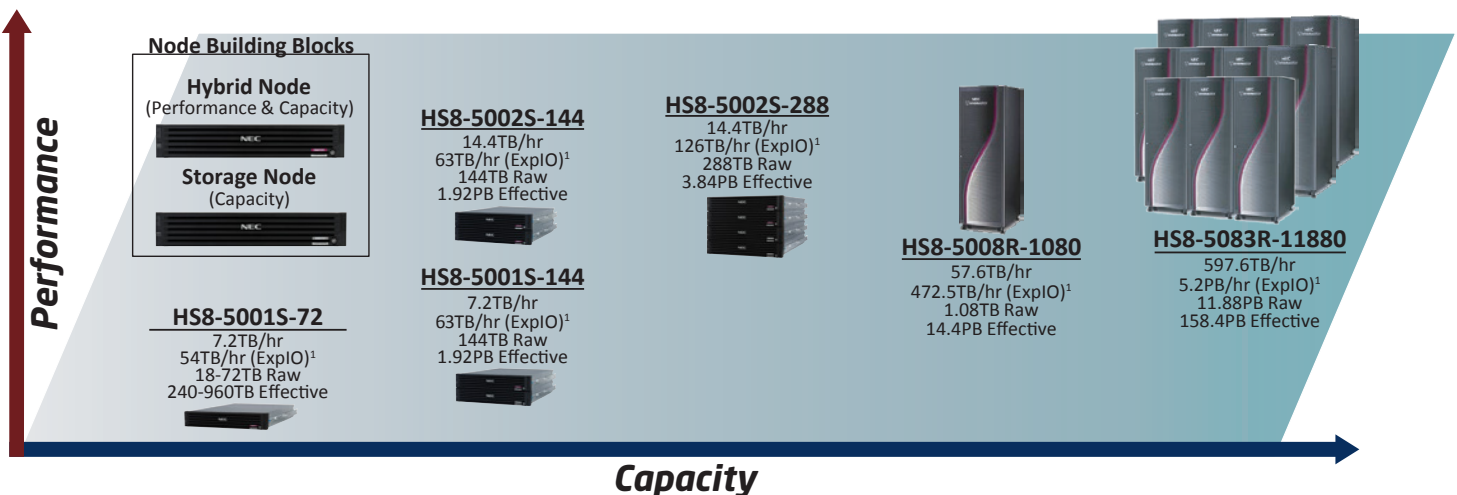 Performance
Node Building Blocks
Hybrid Node
(Performance & Capacity)
NEC
Storage Node
(Capacity)
NEC
HS8-5001S-72
7.2TB/hr
54TB/hr (ExpIO)¹
18-72TB Raw
240-960TB Effective
HS8-5002S-144
14.4TB/hr
63TB/hr (ExpIO)¹
144TB Raw
1.92PB Effective
HS8-5001S-144
7.2TB/hr
63TB/hr (ExpIO)¹
144TB Raw
1.92PB Effective
HS8-5002S-288
14.4TB/hr
126TB/hr (ExpIO)¹
288TB Raw
3.84PB Effective
HS8-5008R-1080
57.6TB/hr
472.5TB/hr (ExpIO)¹
1.08TB Raw
14.4PB Effective
HS8-5083R-11880
597.6TB/hr
5.2PB/hr (ExpIO)¹
11.88PB Raw
158.4PB Effective
Capacity